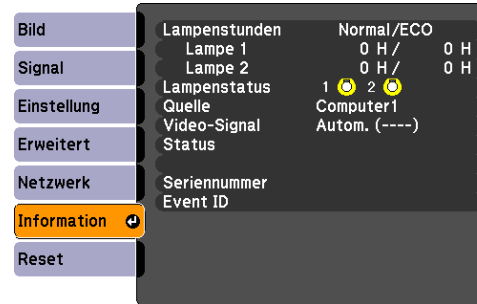 Bild
Signal
Einstellung
Erweitert
Netzwerk
Information
Reset
Lampenstunden Normal/ECO
Lampe 1 0 H / 0 H
Lampe 2 0 H / 0 H
Lampenstatus 1 2
Quelle Computer1
Video-Signal Autom. (----)
Status
Seriennummer
Event ID